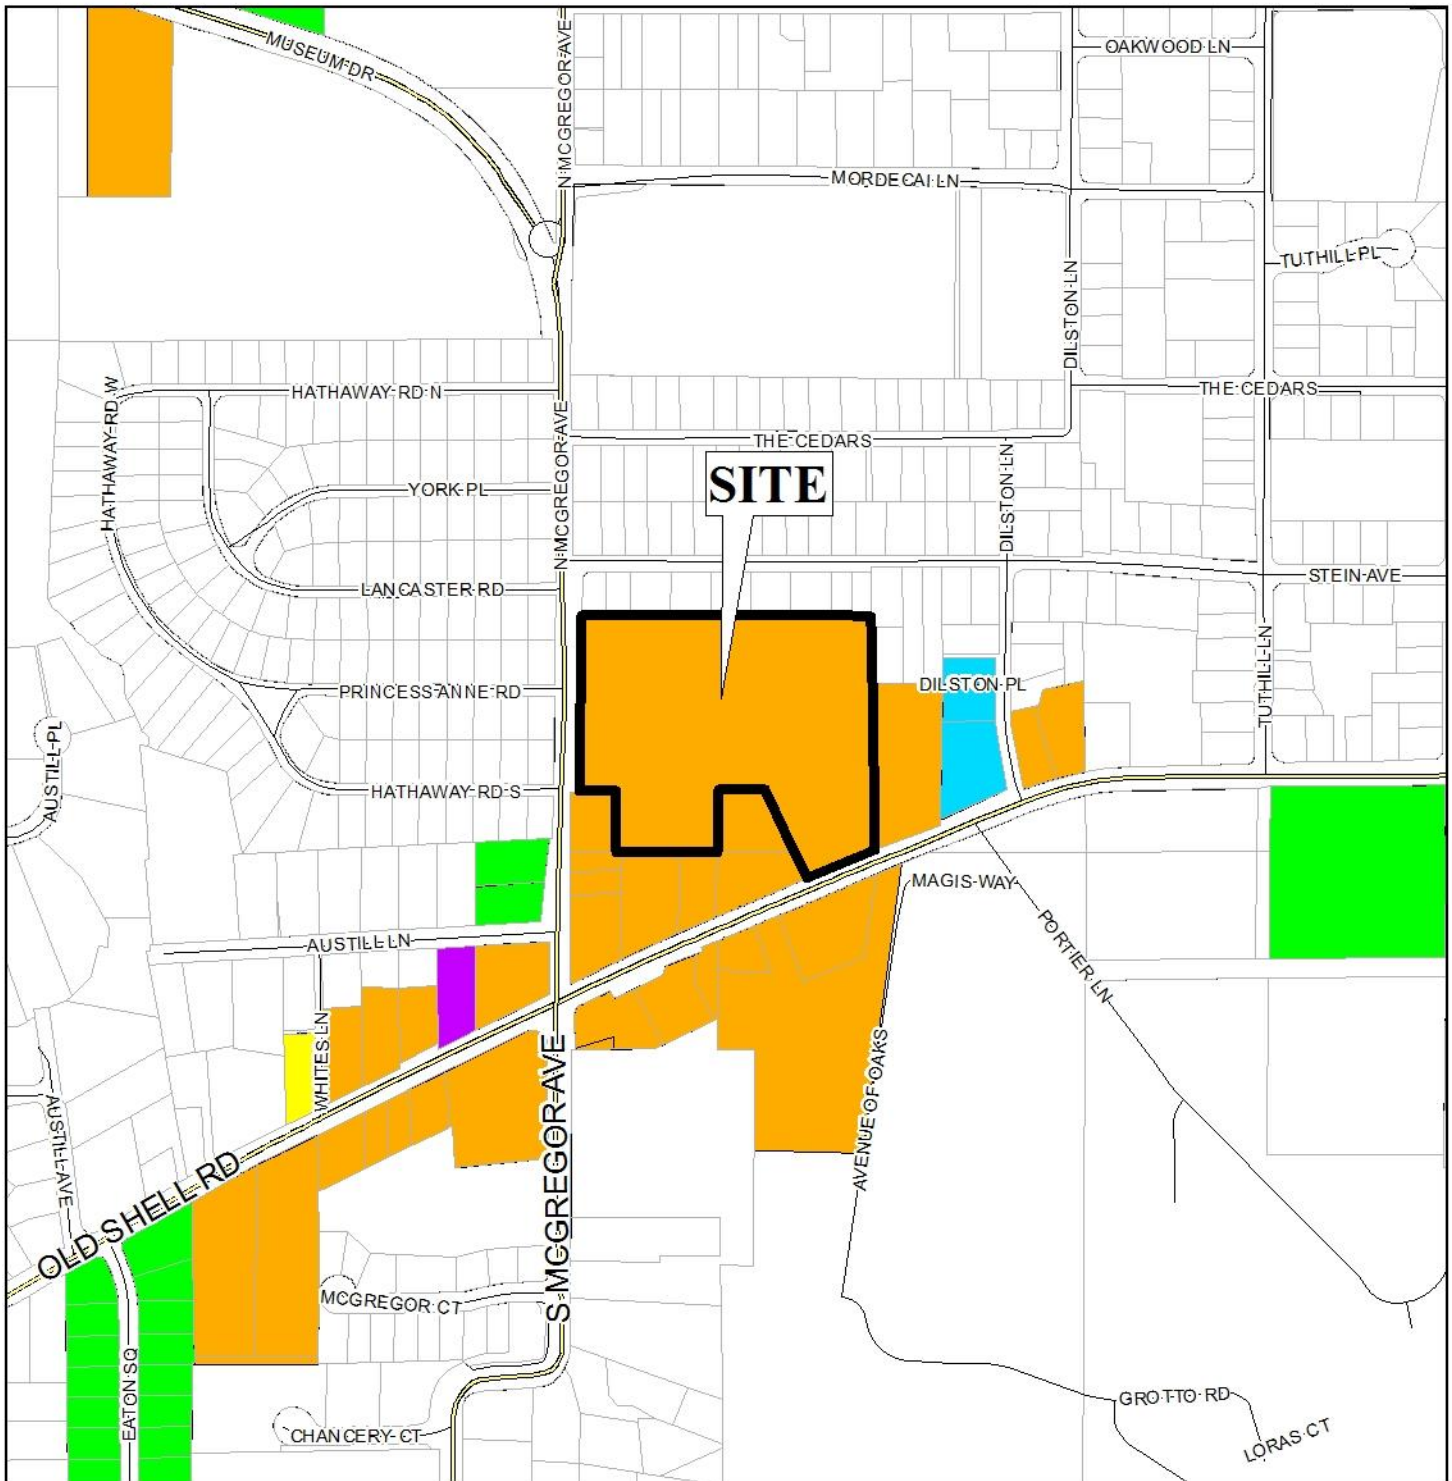 OAKWOOD LN
MUSEUM DR
N MCGREGOR AVE
MORDECAI LN
TUTHILL PL
DILSTON LN
HATHAWAY RD W
HATHAWAY RD N
THE CEDARS
N MCGREGOR AVE
THE CEDARS
DILSTON LN
SITE
YORK PL
LANCASTER RD
STEIN AVE
PRINCESS ANNE RD
DILSTON PL
TUTHILL LN
AUSTILL PL
HATHAWAY RD S
MAGIS WAY
AUSTILL LN
PORTIER LN
WHITES LN
AUSTILL AVE
OLD SHELL RD
S MCGREGOR AVE
AVENUE OF OAKS
MCGREGOR CT
EATON SQ
CHANCERY CT
GROTTO RD
LORAS CT